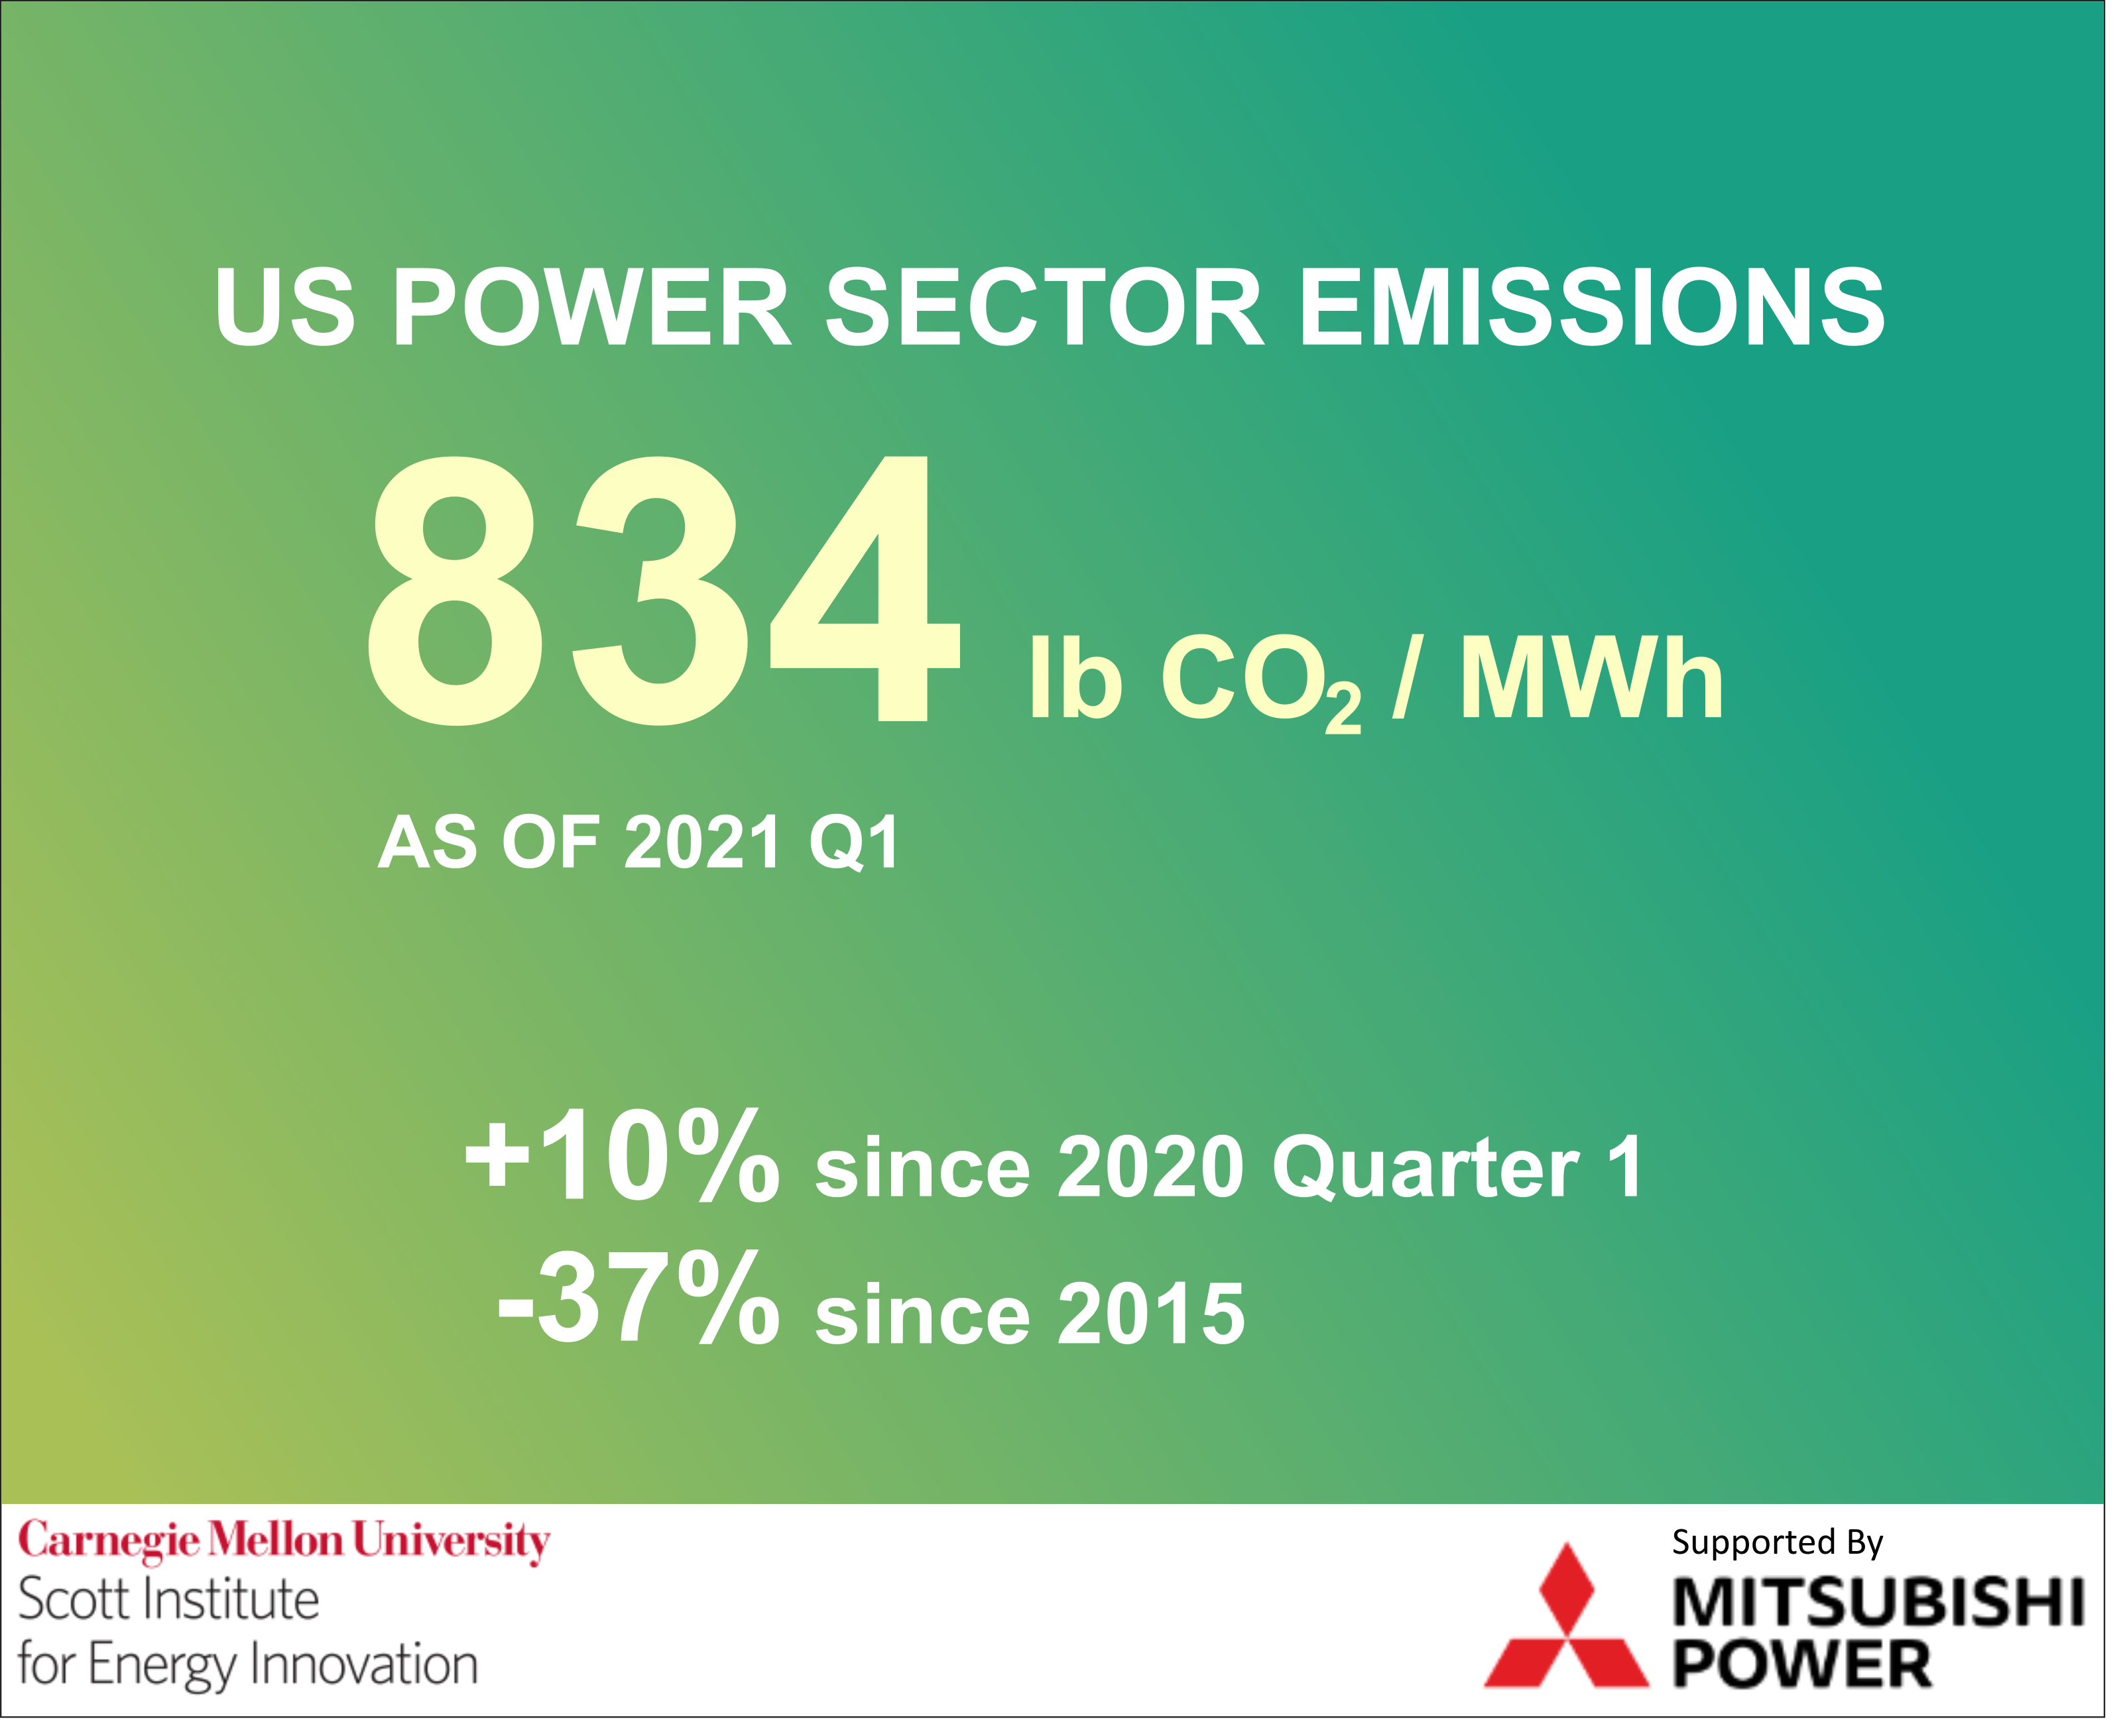 US POWER SECTOR EMISSIONS
834 lb CO₂ / MWh
AS OF 2021 Q1
+10% since 2020 Quarter 1
-37% since 2015
Carnegie Mellon University
Scott Institute
for Energy Innovation
Supported By
MITSUBISHI
POWER